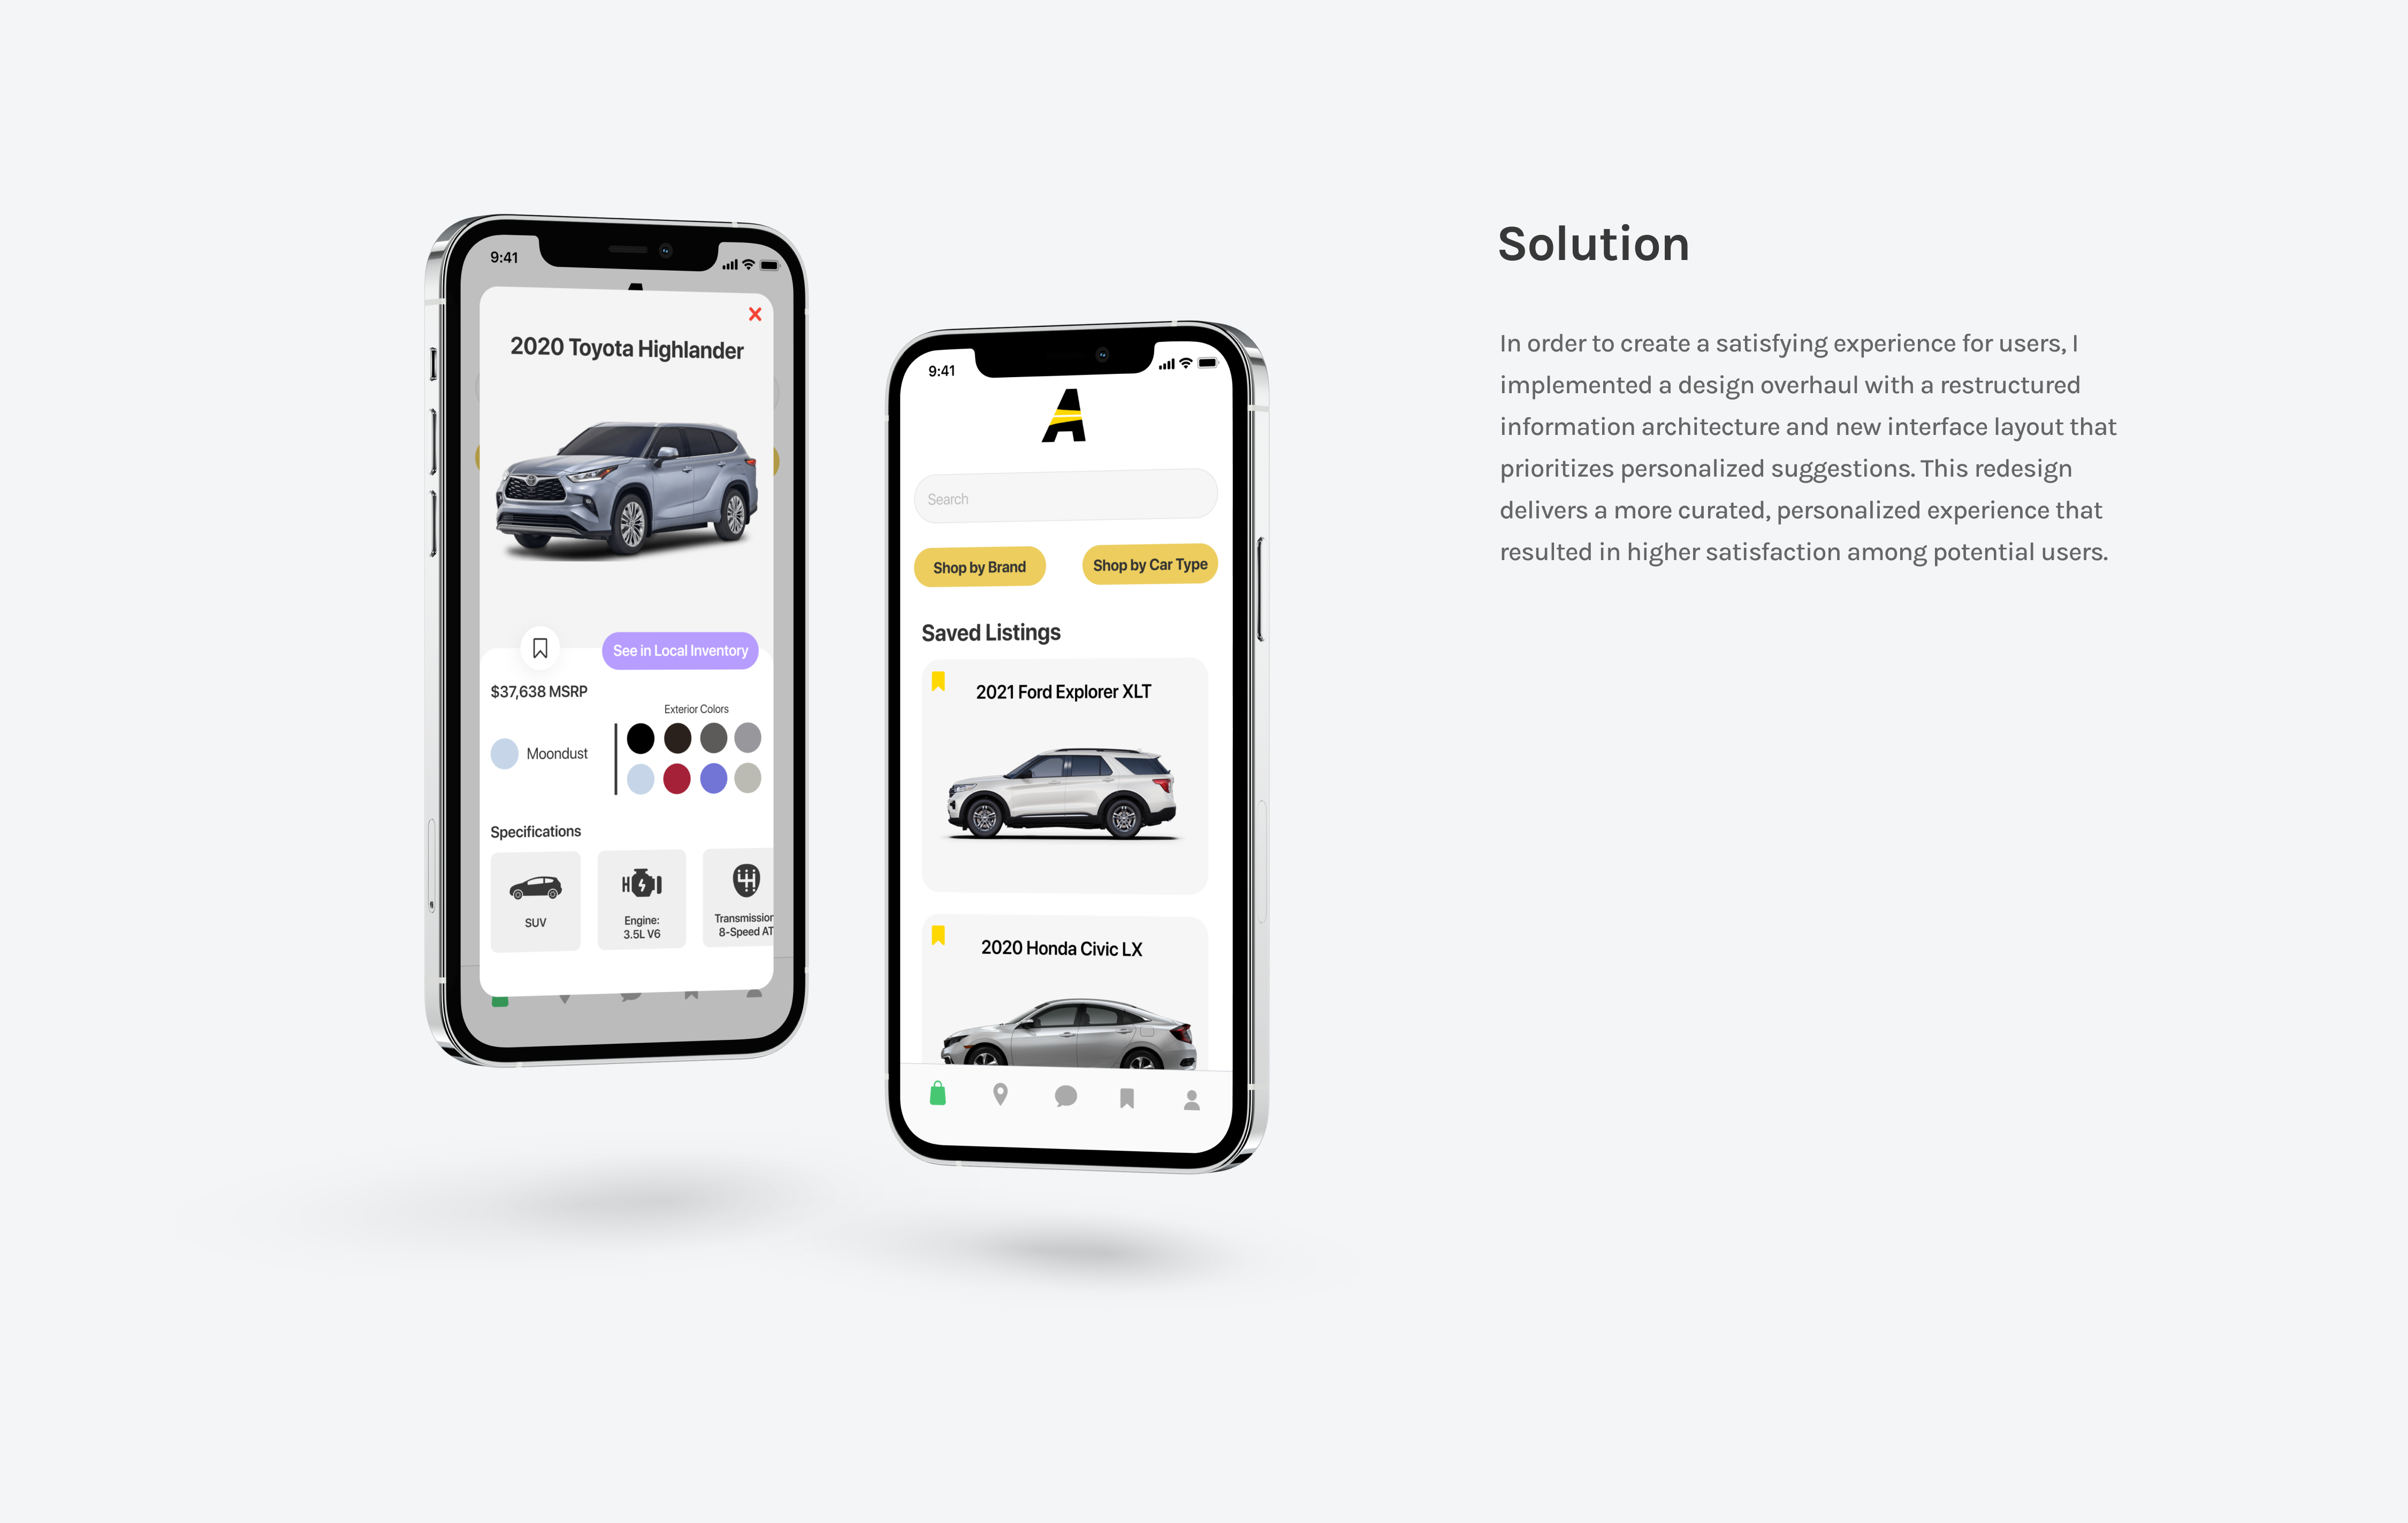 9:41
2020 Toyota Highlander
See in Local Inventory
$37,638 MSRP
Exterior Colors
Moondust
Specifications
SUV
Engine:
3.5L V6
Transmission
8-Speed AT
9:41
A
Search
Shop by Brand
Shop by Car Type
Saved Listings
2021 Ford Explorer XLT
2020 Honda Civic LX
Solution
In order to create a satisfying experience for users, I
implemented a design overhaul with a restructured
information architecture and new interface layout that
prioritizes personalized suggestions. This redesign
delivers a more curated, personalized experience that
resulted in higher satisfaction among potential users.